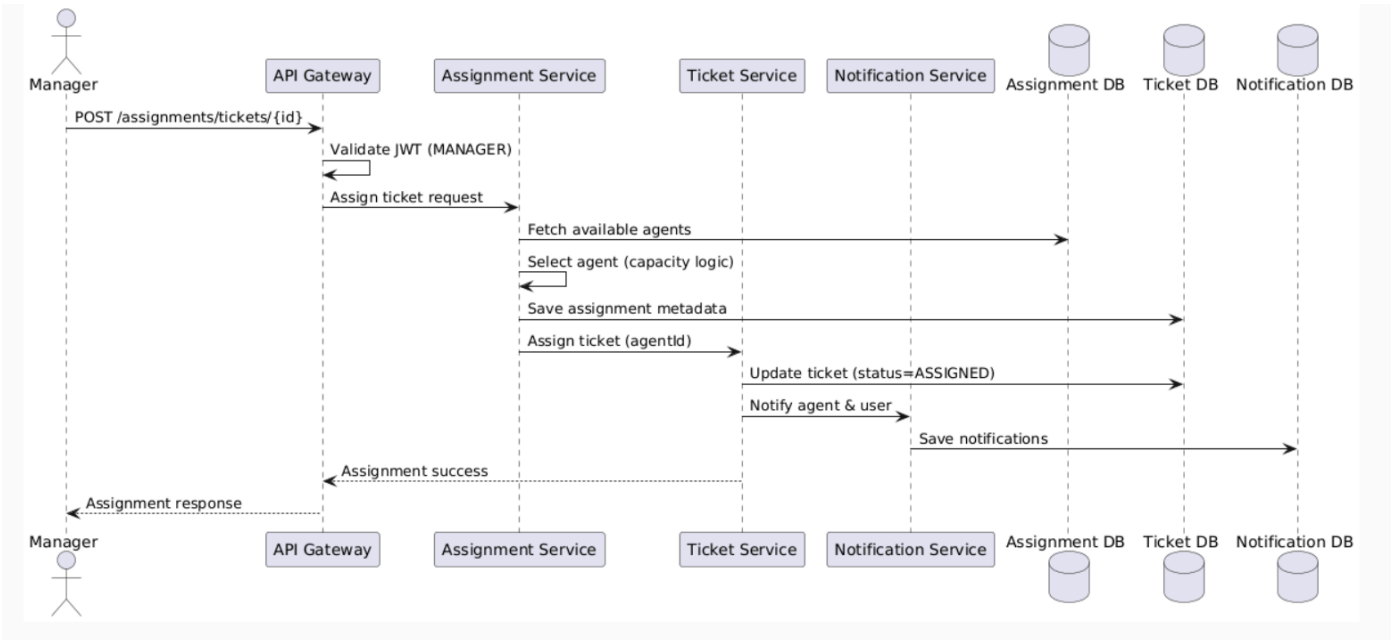 Manager
API Gateway
Assignment Service
Ticket Service
Notification Service
Assignment DB
Ticket DB
Notification DB
POST /assignments/tickets/{id}
Validate JWT (MANAGER)
Assign ticket request
Fetch available agents
Select agent (capacity logic)
Save assignment metadata
Assign ticket (agentId)
Update ticket (status=ASSIGNED)
Notify agent & user
Save notifications
Assignment success
Assignment response
Manager
API Gateway
Assignment Service
Ticket Service
Notification Service
Assignment DB
Ticket DB
Notification DB